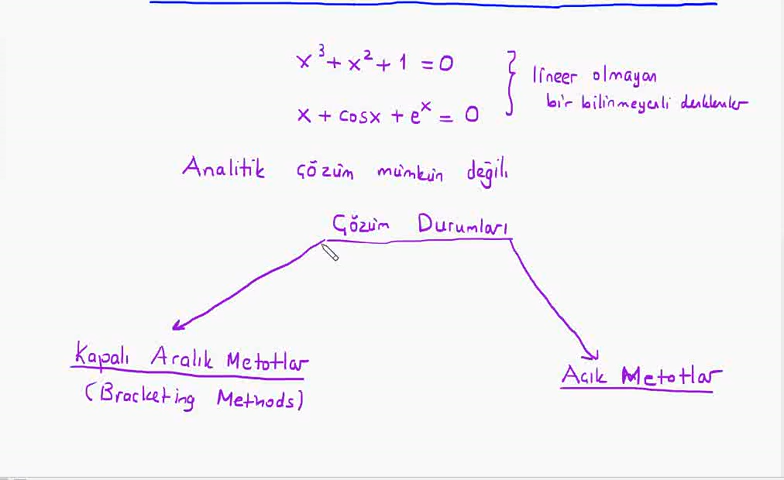 x³ + x² + 1 = 0
x + cosx + eˣ = 0
lineer olmayan
bir bilinmeyenli denklemler
Analitik çözüm mümkün değil.
Çözüm Durumları
Kapalı Aralık Metotlar
(Bracketing Methods)
Açık Metotlar